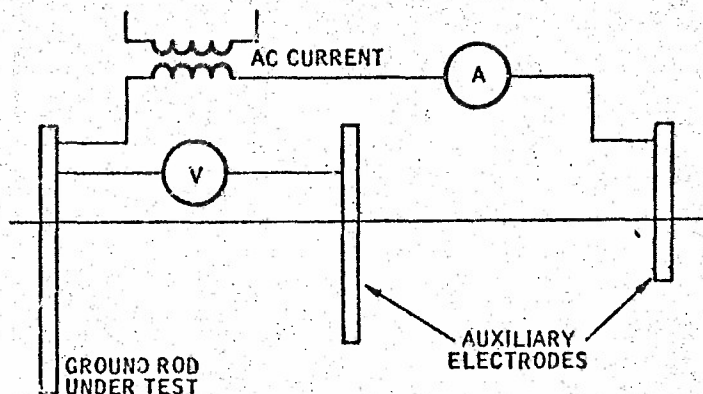 AC CURRENT
A
V
GROUND ROD
UNDER TEST
AUXILIARY
ELECTRODES